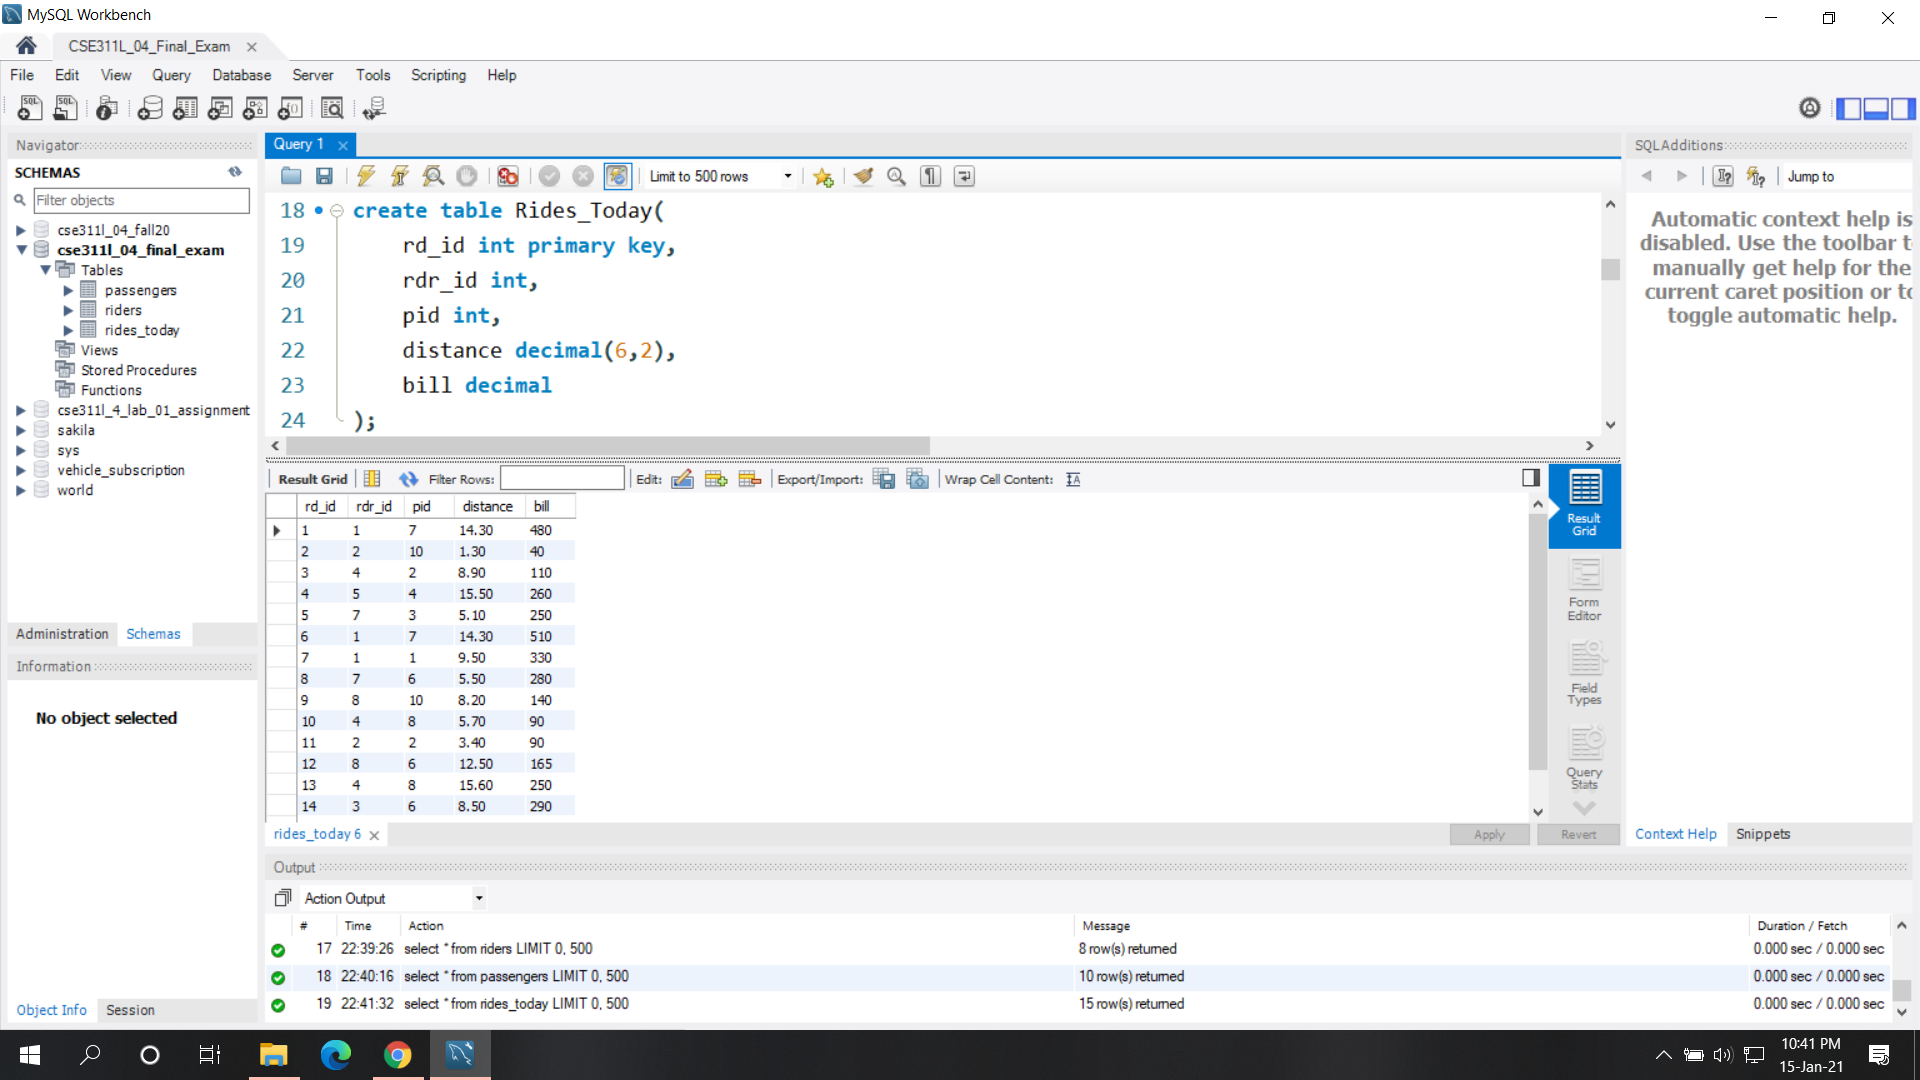 MySQL Workbench
CSE311L_04_Final_Exam
File Edit View Query Database Server Tools Scripting Help
Navigator
SCHEMAS
Filter objects
cse311l_04_fall20
cse311l_04_final_exam
Tables
passengers
riders
rides_today
Views
Stored Procedures
Functions
cse311l_4_lab_01_assignment
sakila
sys
vehicle_subscription
world
Administration Schemas
Information
No object selected
Object Info Session
Query 1
Limit to 500 rows
18 create table Rides_Today(
19 rd_id int primary key,
20 rdr_id int,
21 pid int,
22 distance decimal(6,2),
23 bill decimal
24 );
Result Grid Filter Rows: Edit: Export/Import: Wrap Cell Content:
rd_id rdr_id pid distance bill
1 1 7 14.30 480
2 2 10 1.30 40
3 4 2 8.90 110
4 5 4 15.50 260
5 7 3 5.10 250
6 1 7 14.30 510
7 1 1 9.50 330
8 7 6 5.50 280
9 8 10 8.20 140
10 4 8 5.70 90
11 2 2 3.40 90
12 8 6 12.50 165
13 4 8 15.60 250
14 3 6 8.50 290
Result
Grid
Form
Editor
Field
Types
Query
Stats
rides_today 6
Apply Revert
SQLAdditions
Jump to
Automatic context help is
disabled. Use the toolbar t
manually get help for the
current caret position or to
toggle automatic help.
Context Help Snippets
Output
Action Output
# Time Action Message Duration / Fetch
17 22:39:26 select * from riders LIMIT 0, 500 8 row(s) returned 0.000 sec / 0.000 sec
18 22:40:16 select * from passengers LIMIT 0, 500 10 row(s) returned 0.000 sec / 0.000 sec
19 22:41:32 select * from rides_today LIMIT 0, 500 15 row(s) returned 0.000 sec / 0.000 sec
10:41 PM
15-Jan-21